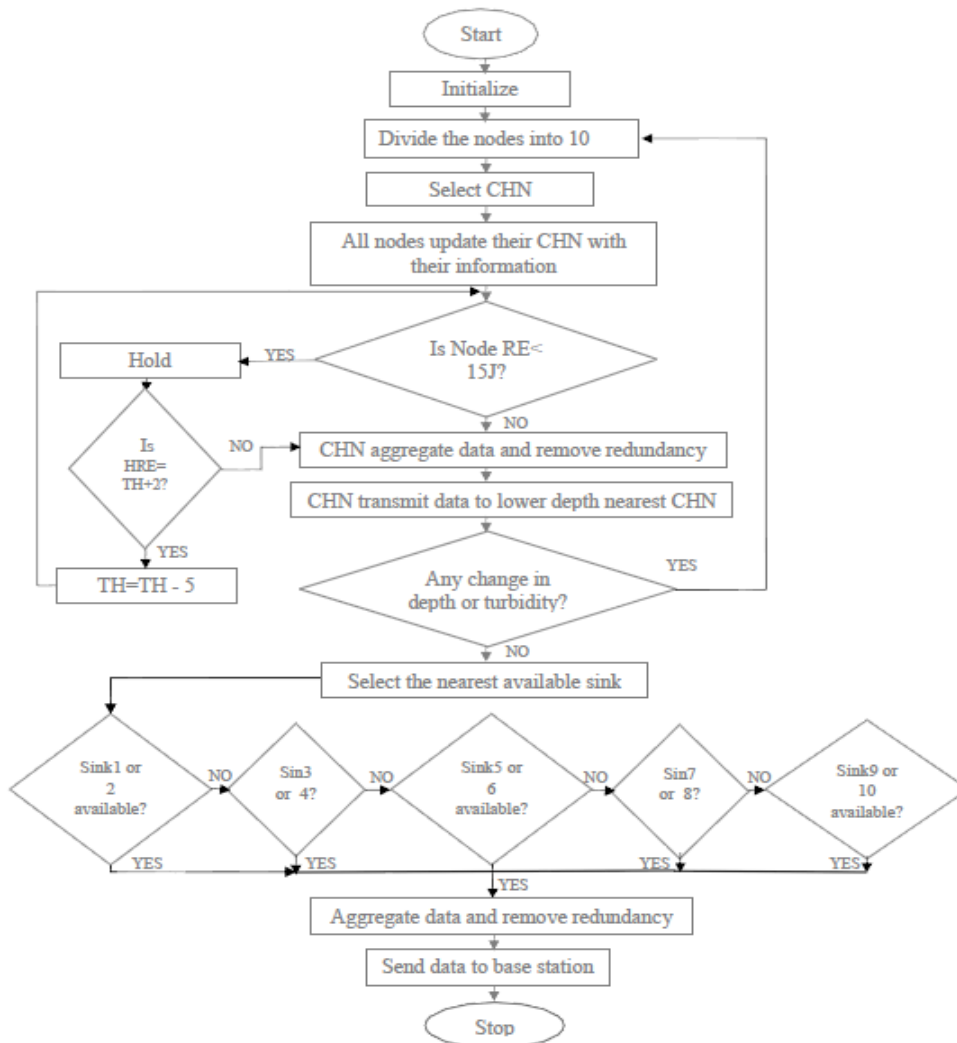 Start
Initialize
Divide the nodes into 10
Select CHN
All nodes update their CHN with
their information
Is Node RE<
15J?
YES
Hold
NO
Is
HRE=
TH+2?
NO
CHN aggregate data and remove redundancy
CHN transmit data to lower depth nearest CHN
YES
TH=TH - 5
Any change in
depth or turbidity?
YES
NO
Select the nearest available sink
Sink1 or
2
available?
NO
Sin3
or 4?
NO
Sink5 or
6
available?
NO
Sin7
or 8?
NO
Sink9 or
10
available?
YES
YES
YES
YES
YES
Aggregate data and remove redundancy
Send data to base station
Stop